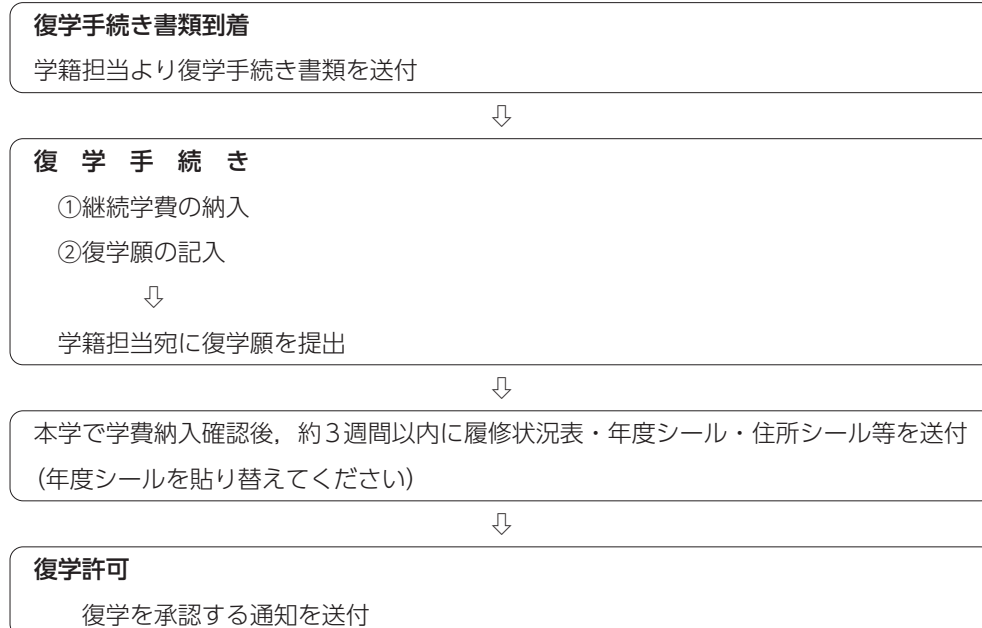 復学手続き書類到着
学籍担当より復学手続き書類を送付
⇩
復 学 手 続 き
①継続学費の納入
②復学願の記入
⇩
学籍担当宛に復学願を提出
⇩
本学で学費納入確認後，約３週間以内に履修状況表・年度シール・住所シール等を送付
（年度シールを貼り替えてください）
⇩
復学許可
復学を承認する通知を送付